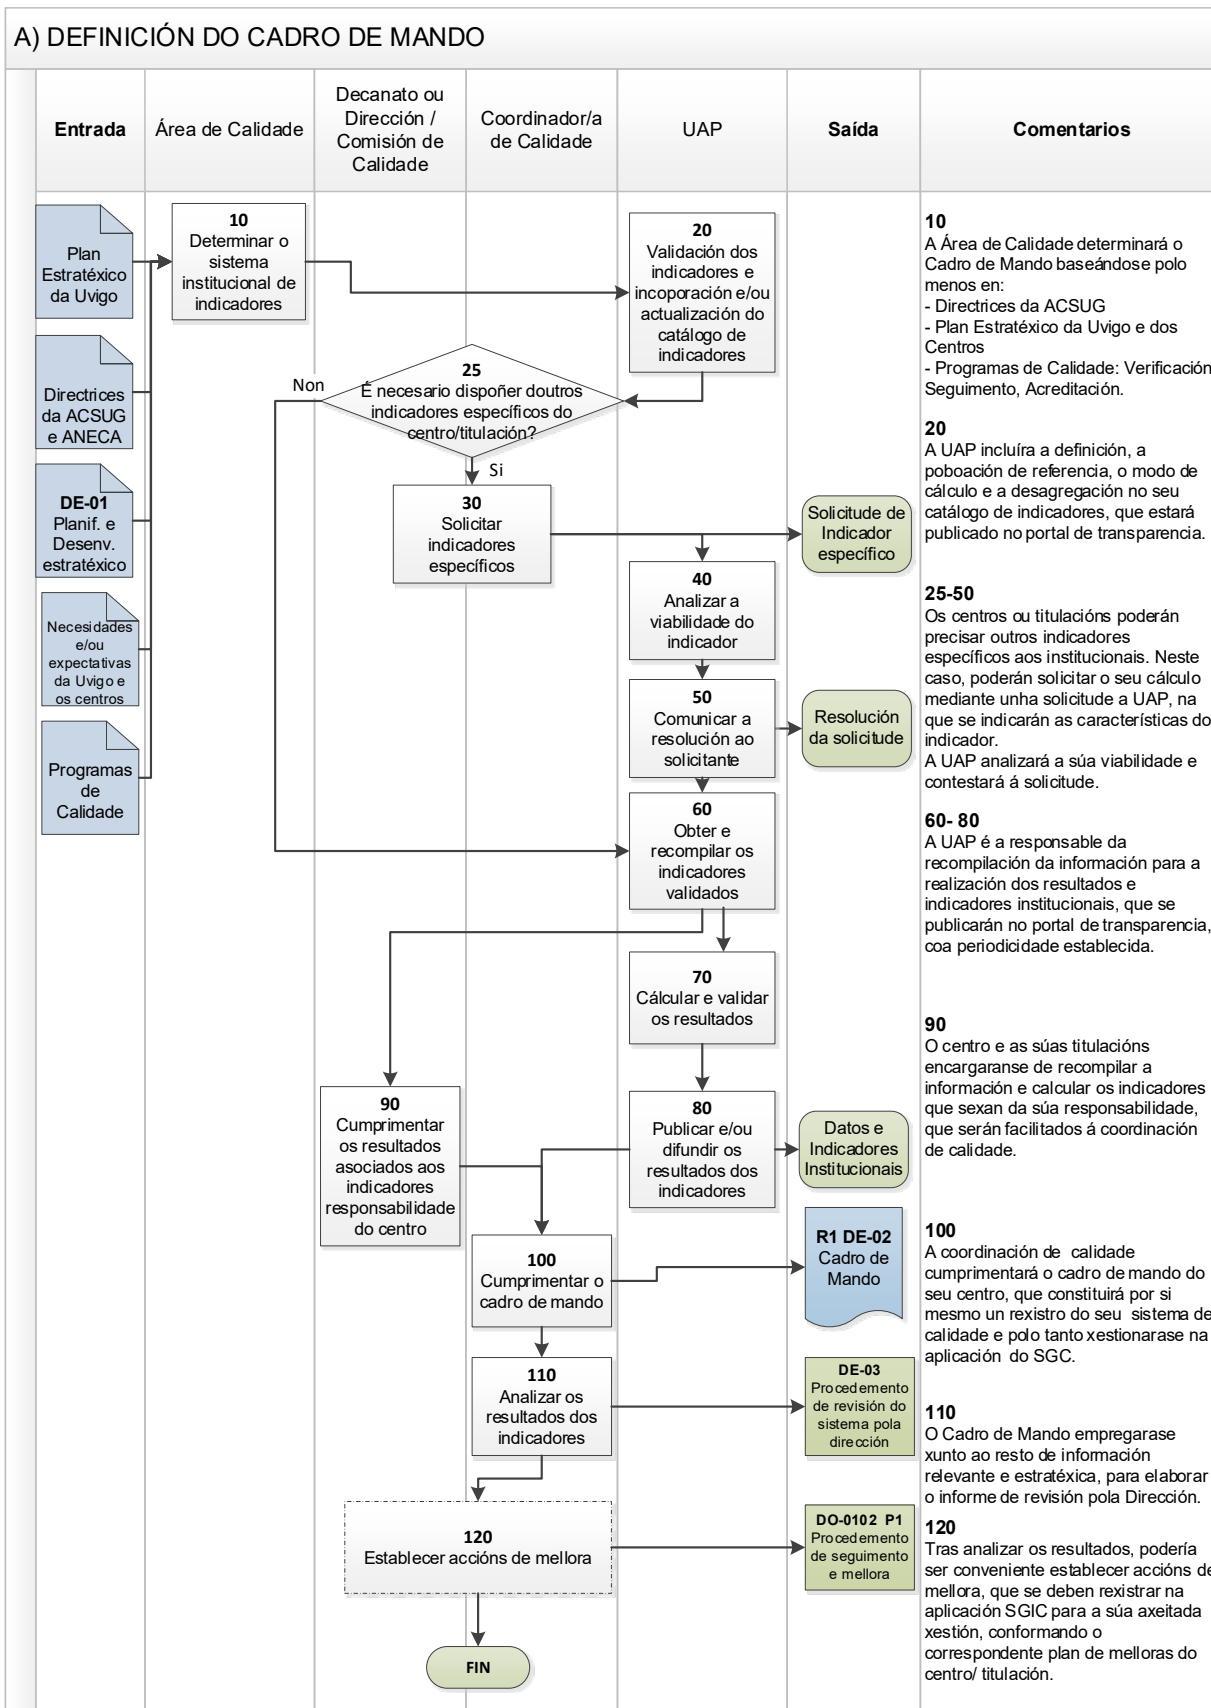 A) DEFINICIÓN DO CADRO DE MANDO
Entrada
Área de Calidade
Decanato ou
Dirección /
Comisión de
Calidade
Coordinador/a
de Calidade
UAP
Saída
Comentarios
Plan
Estratéxico
da Uvigo
Directrices
da ACSUG
e ANECA
DE-01
Planif. e
Desenv.
estratéxico
Necesidades
e/ou
expectativas
da Uvigo e
os centros
Programas
de
Calidade
10
Determinar o
sistema
institucional de
indicadores
20
Validación dos
indicadores e
incoporación e/ou
actualización do
catálogo de
indicadores
25
É necesario dispoñer doutros
indicadores específicos do
centro/titulación?
Non
Si
30
Solicitar
indicadores
específicos
Solicitude de
Indicador
específico
40
Analizar a
viabilidade do
indicador
50
Comunicar a
resolución ao
solicitante
Resolución
da solicitude
60
Obter e
recompilar os
indicadores
validados
70
Cálcular e validar
os resultados
80
Publicar e/ou
difundir os
resultados dos
indicadores
Datos e
Indicadores
Institucionais
90
Cumprimentar
os resultados
asociados aos
indicadores
responsabilidade
do centro
100
Cumprimentar o
cadro de mando
R1 DE-02
Cadro de
Mando
110
Analizar os
resultados dos
indicadores
DE-03
Procedemento
de revisión do
sistema pola
dirección
120
Establecer accións de mellora
DO-0102 P1
Procedemento
de seguimento
e mellora
FIN
10
A Área de Calidade determinará o
Cadro de Mando baseándose polo
menos en:
- Directrices da ACSUG
- Plan Estratéxico da Uvigo e dos
Centros
- Programas de Calidade: Verificación
Seguimento, Acreditación.
20
A UAP incluíra a definición, a
poboación de referencia, o modo de
cálculo e a desagregación no seu
catálogo de indicadores, que estará
publicado no portal de transparencia.
25-50
Os centros ou titulacións poderán
precisar outros indicadores
específicos aos institucionais. Neste
caso, poderán solicitar o seu cálculo
mediante unha solicitude a UAP, na
que se indicarán as características do
indicador.
A UAP analizará a súa viabilidade e
contestará á solicitude.
60- 80
A UAP é a responsable da
recompilación da información para a
realización dos resultados e
indicadores institucionais, que se
publicarán no portal de transparencia,
coa periodicidade establecida.
90
O centro e as súas titulacións
encargaranse de recompilar a
información e calcular os indicadores
que sexan da súa responsabilidade,
que serán facilitados á coordinación
de calidade.
100
A coordinación de calidade
cumprimentará o cadro de mando do
seu centro, que constituirá por si
mesmo un rexistro do seu sistema de
calidade e polo tanto xestionarase na
aplicación do SGC.
110
O Cadro de Mando empregarase
xunto ao resto de información
relevante e estratéxica, para elaborar
o informe de revisión pola Dirección.
120
Tras analizar os resultados, podería
ser conveniente establecer accións de
mellora, que se deben rexistrar na
aplicación SGIC para a súa axeitada
xestión, conformando o
correspondente plan de melloras do
centro/ titulación.